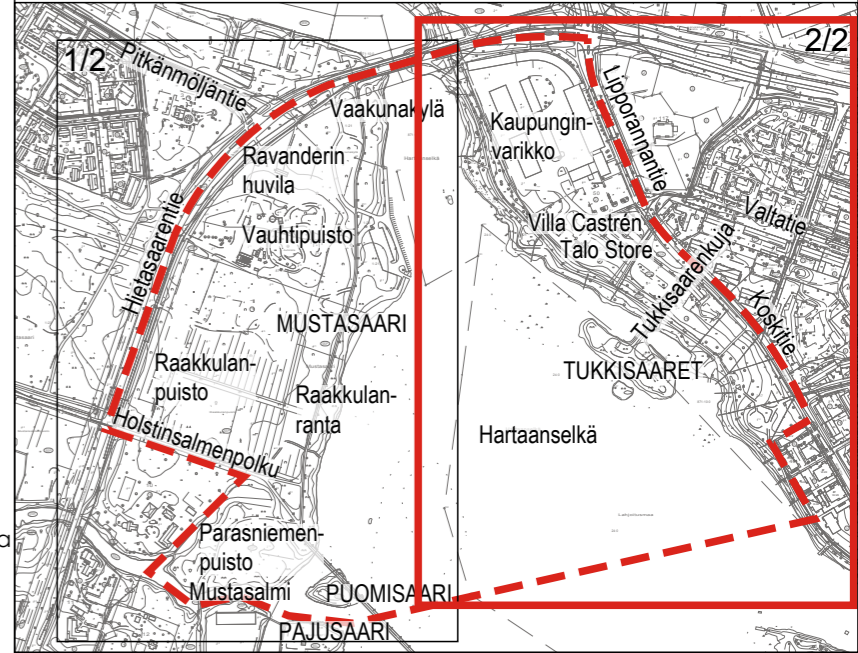 1/2
2/2
Pitkänmöljäntie
Vaakunakylä
Ravanderin
huvila
Vauhtipuisto
Hietasaarentie
MUSTASAARI
Raakkulan-
puisto
Raakkulan-
ranta
Holstinsalmenpolku
Parasniemen-
puisto
Mustasalmi
PUOMISAARI
PAJUSAARI
a
Kaupungin-
varikko
Lipporannantie
Villa Castrén
Talo Store
Valtatie
Tukkisaarenkuja
Koskitie
TUKKISAARET
Hartaanselkä